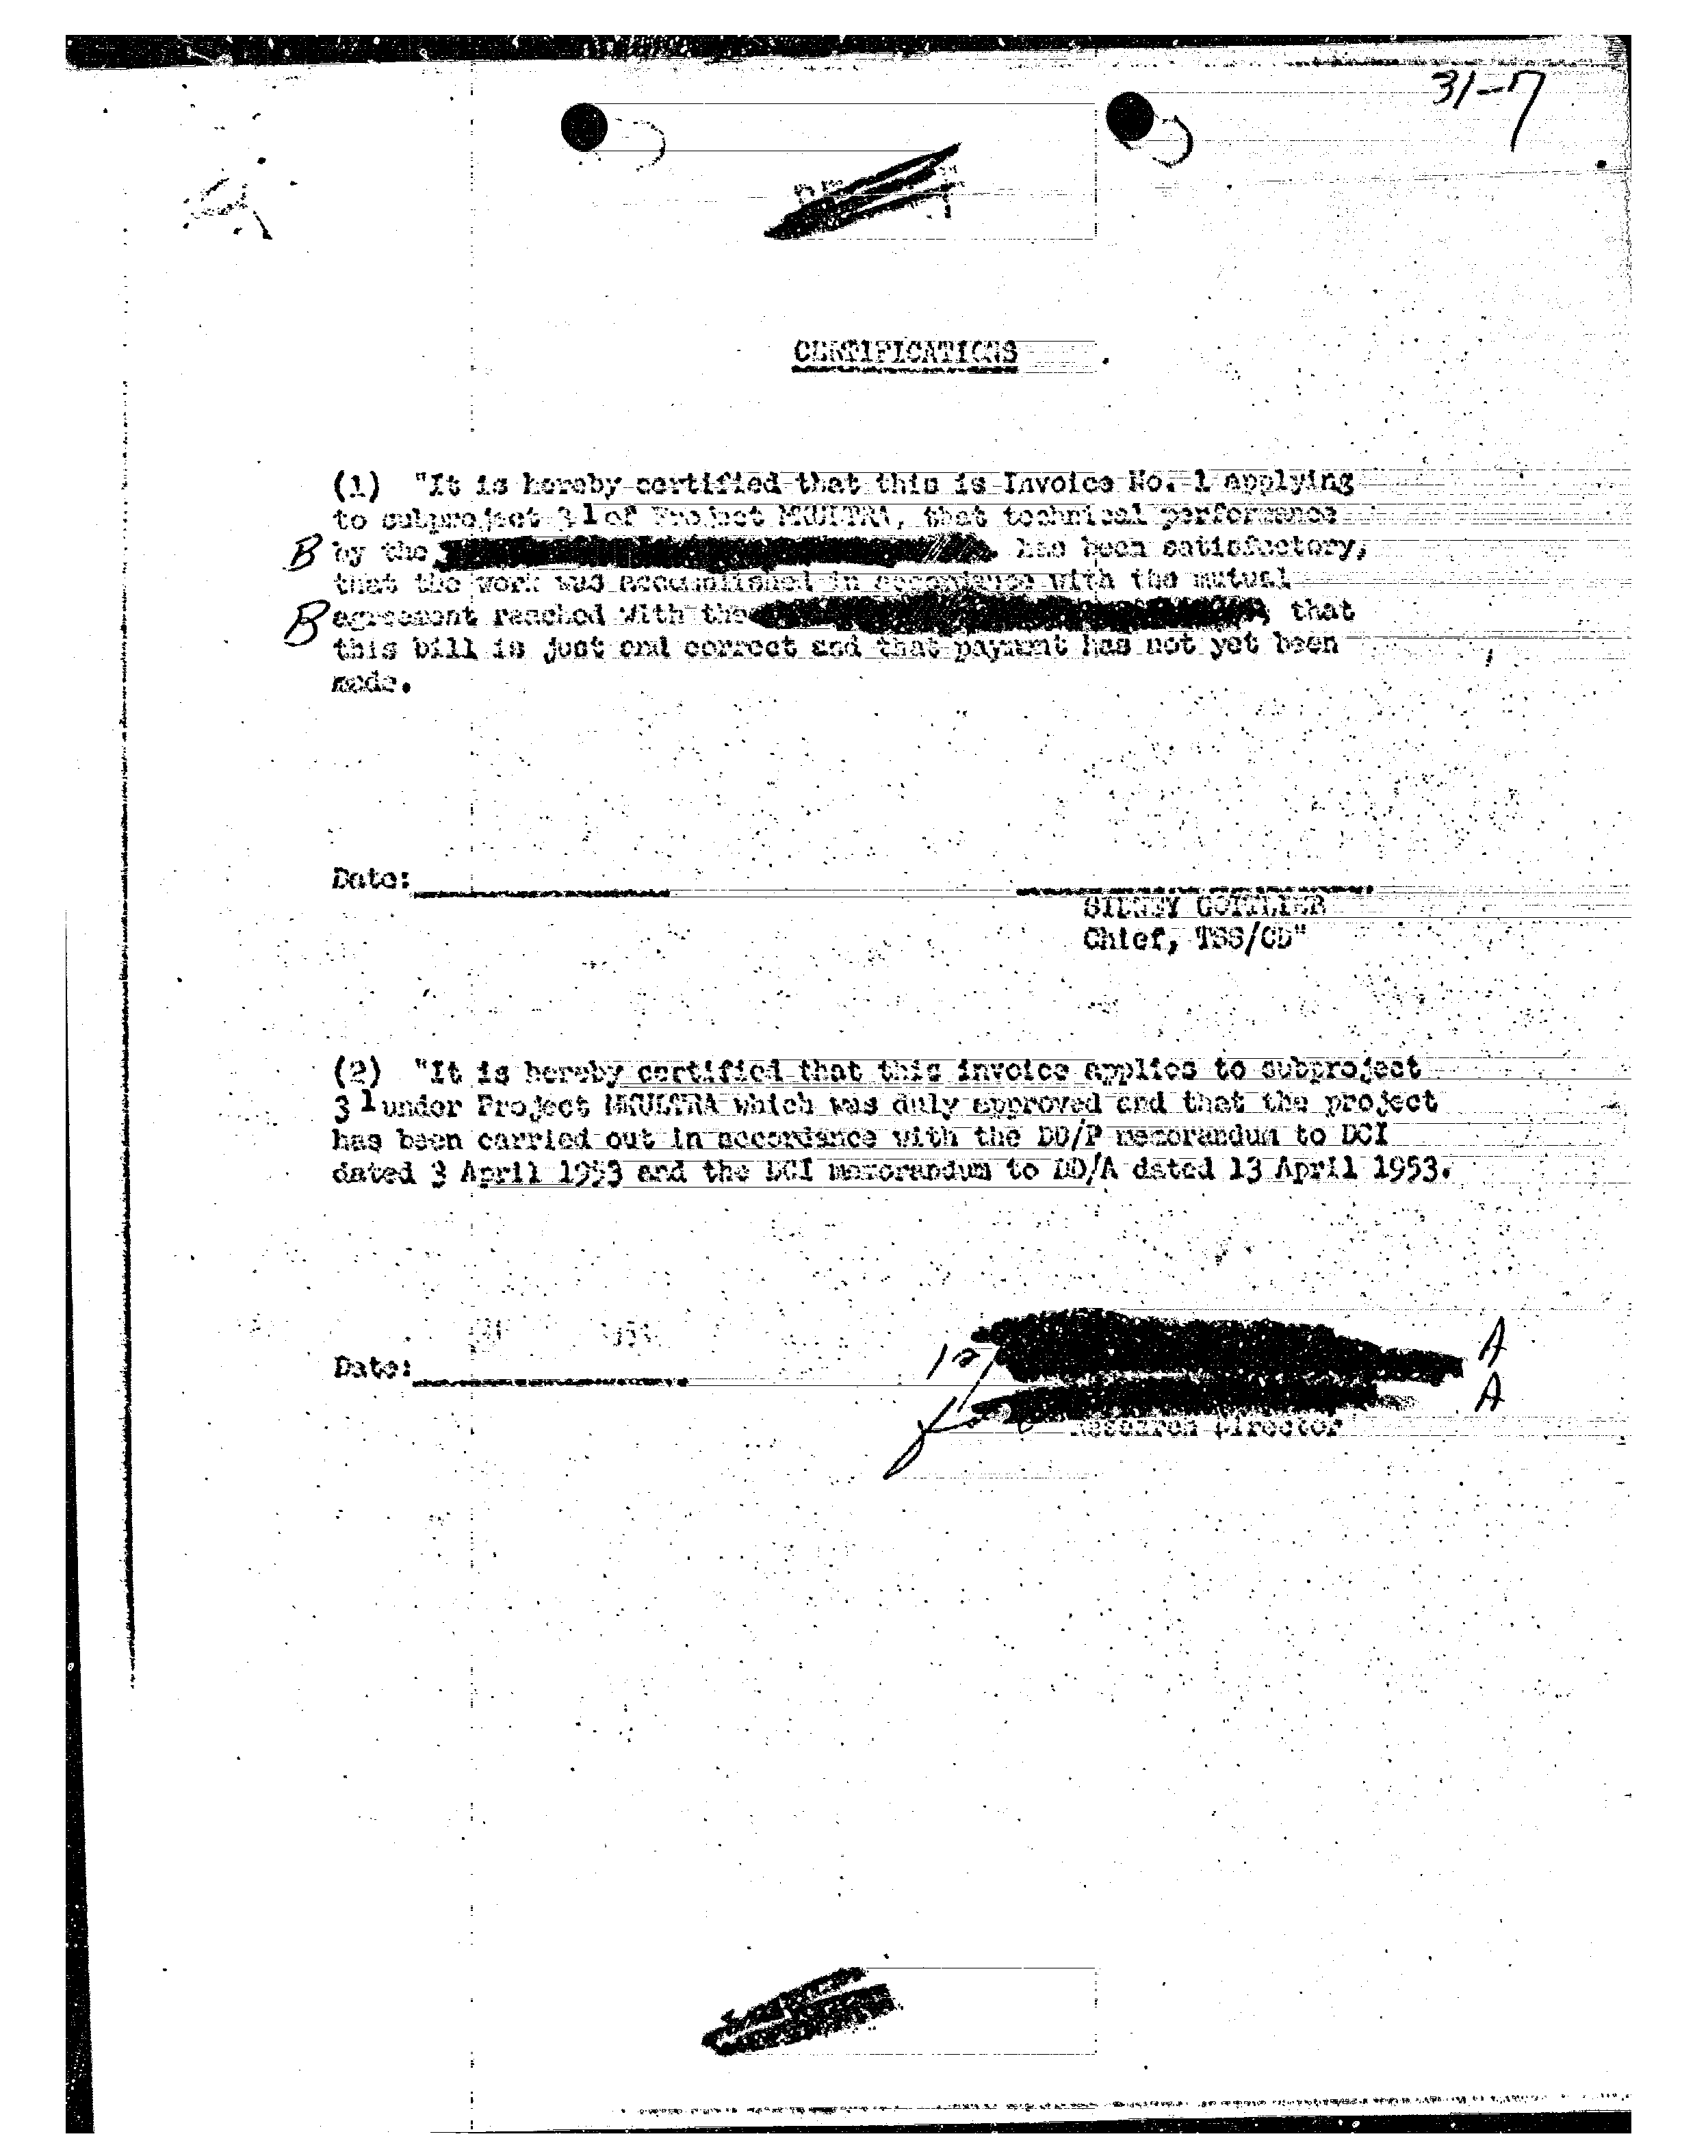 31-7
CERTIFICATIONS
(1) "It is hereby certified that this is Invoice No. 1 applying
to subproject 31 of Project MKULTRA, that technical performance
B by the has been satisfactory,
that the work was accomplished in accordance with the mutual
B agreement reached with the , that
this bill is just and correct and that payment has not yet been
made.
Date:
SIDNEY GOTTLIEB
Chief, TSS/CD"
(2) "It is hereby certified that this invoice applies to subproject
31 under Project MKULTRA which was duly approved and that the project
has been carried out in accordance with the DD/P memorandum to DCI
dated 3 April 1953 and the DCI memorandum to DD/A dated 13 April 1953.
A
Date:
A
Research Director